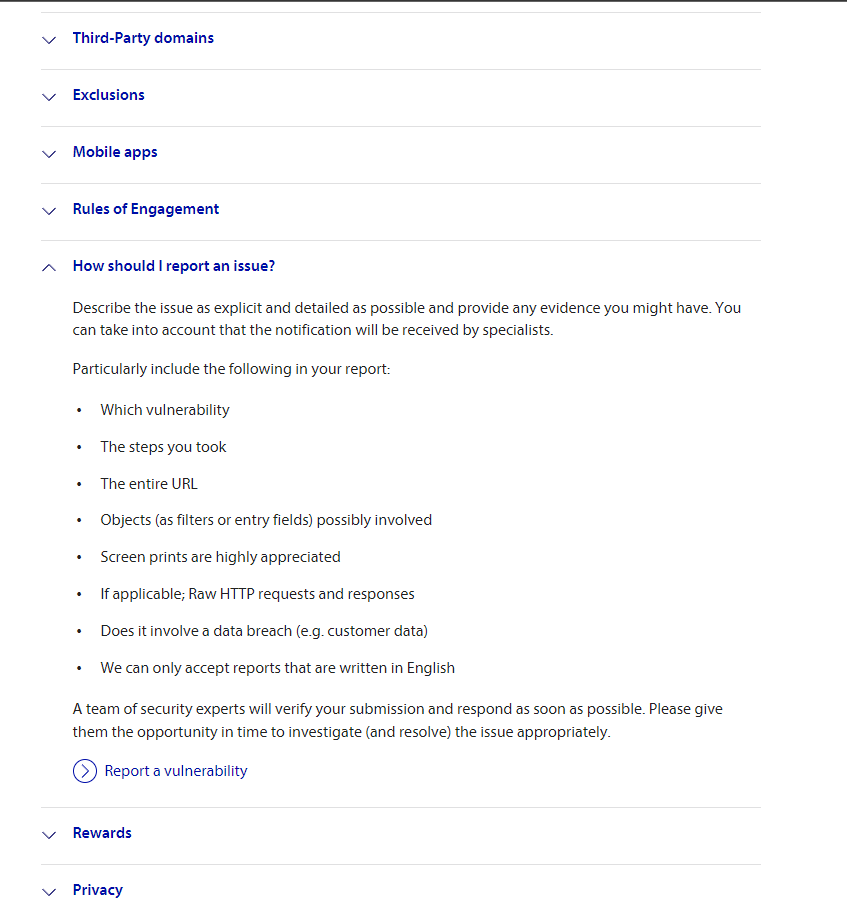 Third-Party domains
Exclusions
Mobile apps
Rules of Engagement
How should I report an issue?
Describe the issue as explicit and detailed as possible and provide any evidence you might have. You
can take into account that the notification will be received by specialists.
Particularly include the following in your report:
• Which vulnerability
• The steps you took
• The entire URL
• Objects (as filters or entry fields) possibly involved
• Screen prints are highly appreciated
• If applicable; Raw HTTP requests and responses
• Does it involve a data breach (e.g. customer data)
• We can only accept reports that are written in English
A team of security experts will verify your submission and respond as soon as possible. Please give
them the opportunity in time to investigate (and resolve) the issue appropriately.
Report a vulnerability
Rewards
Privacy